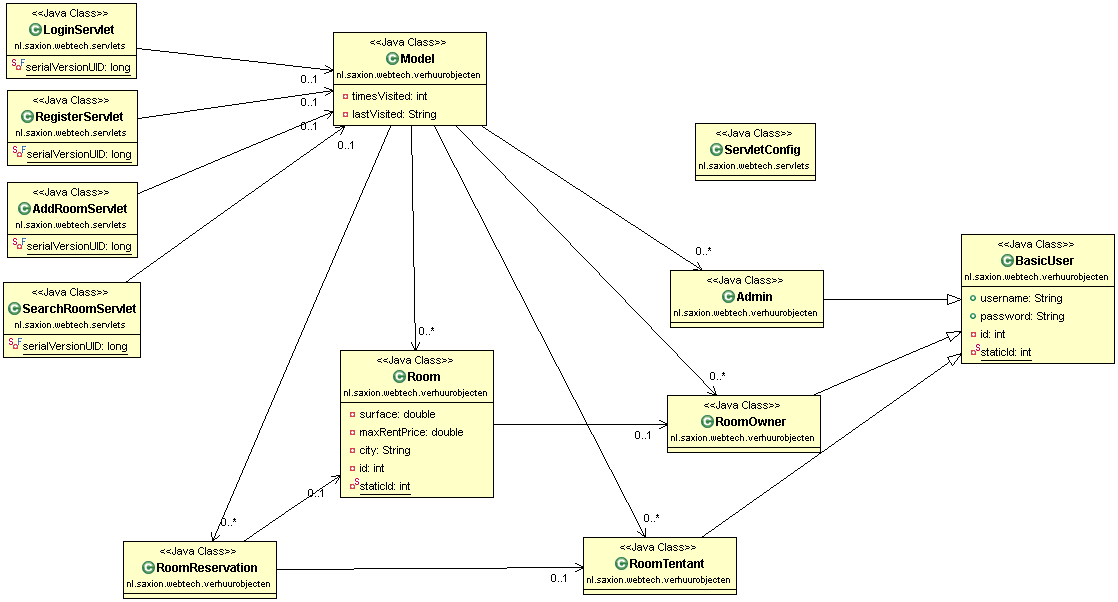 <<Java Class>>
LoginServlet
nl.saxion.webtech.servlets
serialVersionUID: long
<<Java Class>>
RegisterServlet
nl.saxion.webtech.servlets
serialVersionUID: long
<<Java Class>>
AddRoomServlet
nl.saxion.webtech.servlets
serialVersionUID: long
<<Java Class>>
SearchRoomServlet
nl.saxion.webtech.servlets
serialVersionUID: long
0..1
0..1
0..1
0..1
<<Java Class>>
Model
nl.saxion.webtech.verhuurobjecten
timesVisited: int
lastVisited: String
<<Java Class>>
ServletConfig
nl.saxion.webtech.servlets
<<Java Class>>
BasicUser
nl.saxion.webtech.verhuurobjecten
username: String
password: String
id: int
staticId: int
0..*
<<Java Class>>
Admin
nl.saxion.webtech.verhuurobjecten
0..*
<<Java Class>>
Room
nl.saxion.webtech.verhuurobjecten
surface: double
maxRentPrice: double
city: String
id: int
staticId: int
0..*
<<Java Class>>
RoomOwner
nl.saxion.webtech.verhuurobjecten
0..1
0..1
0..*
<<Java Class>>
RoomReservation
nl.saxion.webtech.verhuurobjecten
0..*
0..1
<<Java Class>>
RoomTentant
nl.saxion.webtech.verhuurobjecten